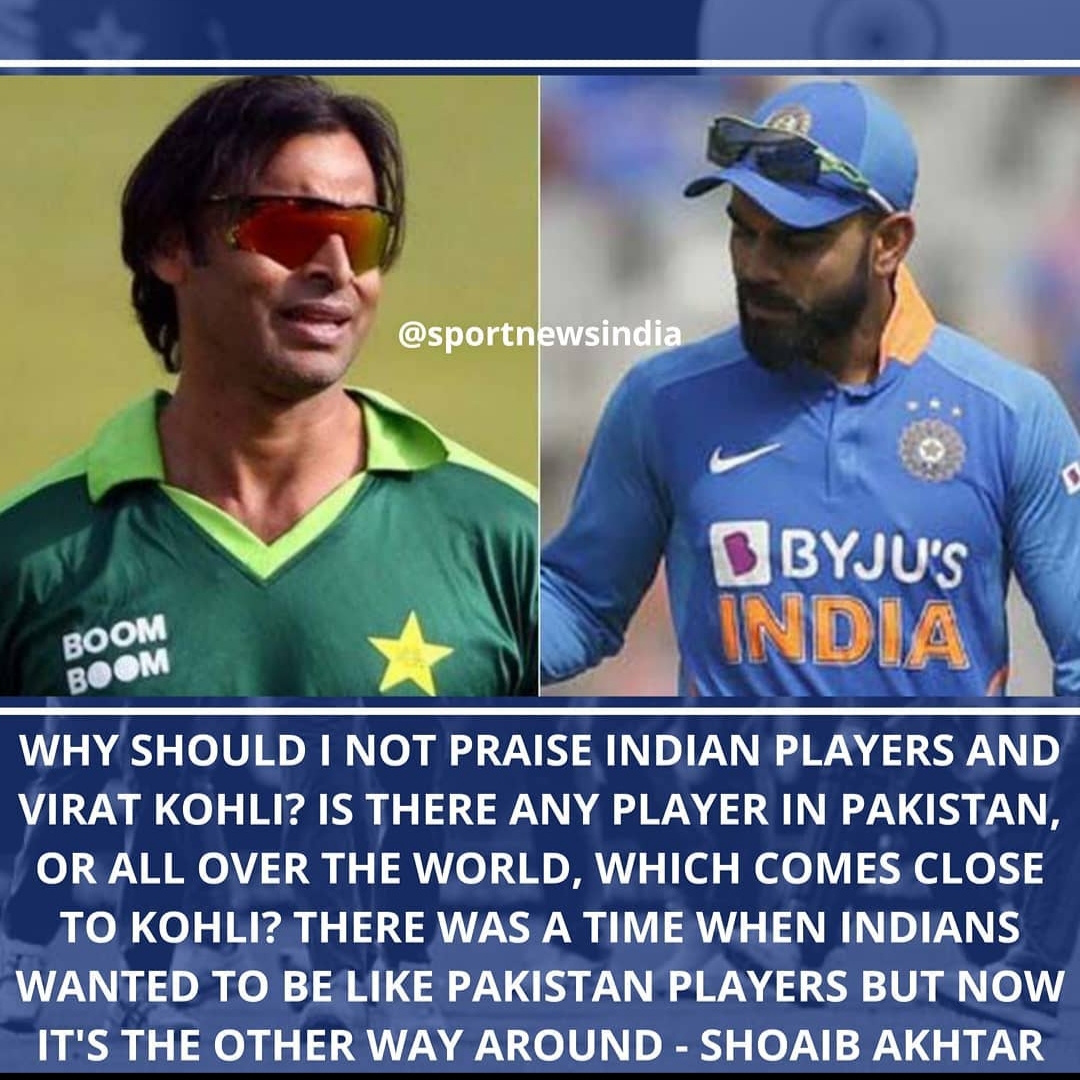 @sportnewsindia
BOOM
BOOM
BYJU'S
INDIA
WHY SHOULD I NOT PRAISE INDIAN PLAYERS AND
VIRAT KOHLI? IS THERE ANY PLAYER IN PAKISTAN,
OR ALL OVER THE WORLD, WHICH COMES CLOSE
TO KOHLI? THERE WAS A TIME WHEN INDIANS
WANTED TO BE LIKE PAKISTAN PLAYERS BUT NOW
IT'S THE OTHER WAY AROUND - SHOAIB AKHTAR